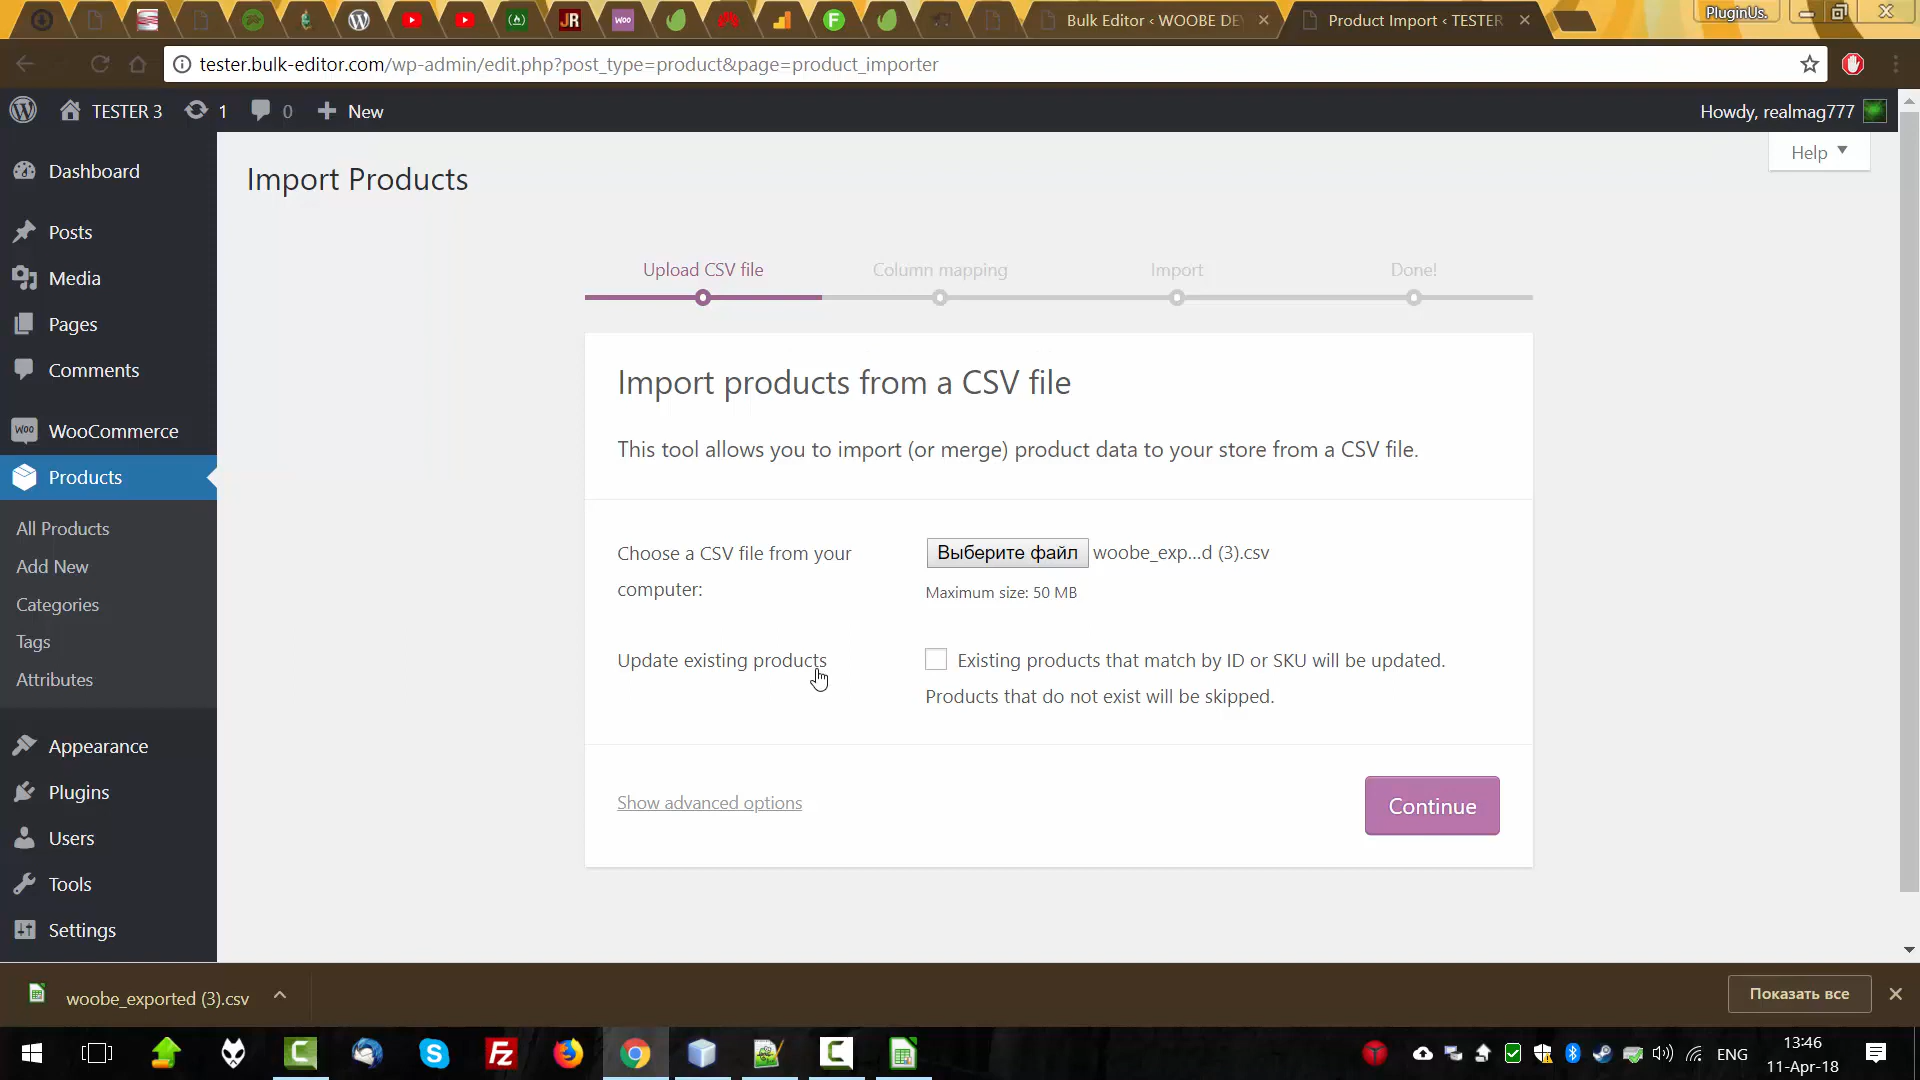 Bulk Editor ‹ WOOBE DE
Product Import ‹ TESTER
PluginUs.
tester.bulk-editor.com/wp-admin/edit.php?post_type=product&page=product_importer
TESTER 3
1
0
New
Howdy, realmag777
Help
Dashboard
Posts
Media
Pages
Comments
WooCommerce
Products
All Products
Add New
Categories
Tags
Attributes
Appearance
Plugins
Users
Tools
Settings
Import Products
Upload CSV file
Column mapping
Import
Done!
Import products from a CSV file
This tool allows you to import (or merge) product data to your store from a CSV file.
Choose a CSV file from your
computer:
Выберите файл woobe_exp...d (3).csv
Maximum size: 50 MB
Update existing products
Existing products that match by ID or SKU will be updated.
Products that do not exist will be skipped.
Show advanced options
Continue
woobe_exported (3).csv
Показать все
ENG
13:46
11-Apr-18